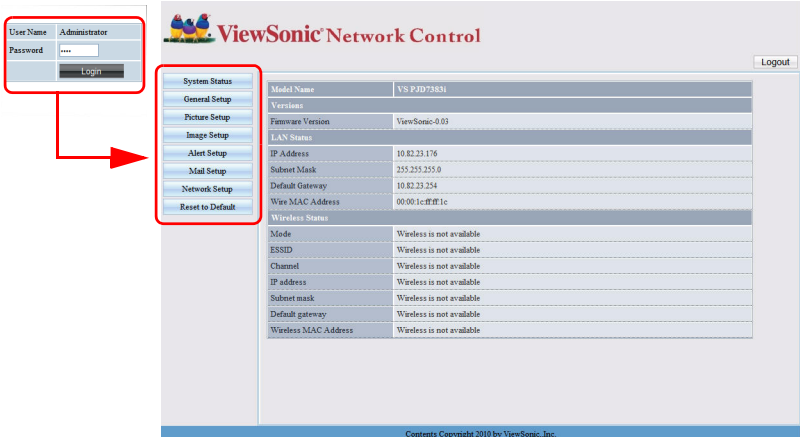 User Name Administrator
Password ••••
Login
ViewSonic® Network Control
Logout
System Status
General Setup
Picture Setup
Image Setup
Alert Setup
Mail Setup
Network Setup
Reset to Default
Model Name VS PJD7383i
Versions
Firmware Version ViewSonic-0.03
LAN Status
IP Address 10.82.23.176
Subnet Mask 255.255.255.0
Default Gateway 10.82.23.254
Wire MAC Address 00:00:1c:ff:ff:1c
Wireless Status
Mode Wireless is not available
ESSID Wireless is not available
Channel Wireless is not available
IP address Wireless is not available
Subnet mask Wireless is not available
Default gateway Wireless is not available
Wireless MAC Address Wireless is not available
Contents Copyright 2010 by ViewSonic, Inc.